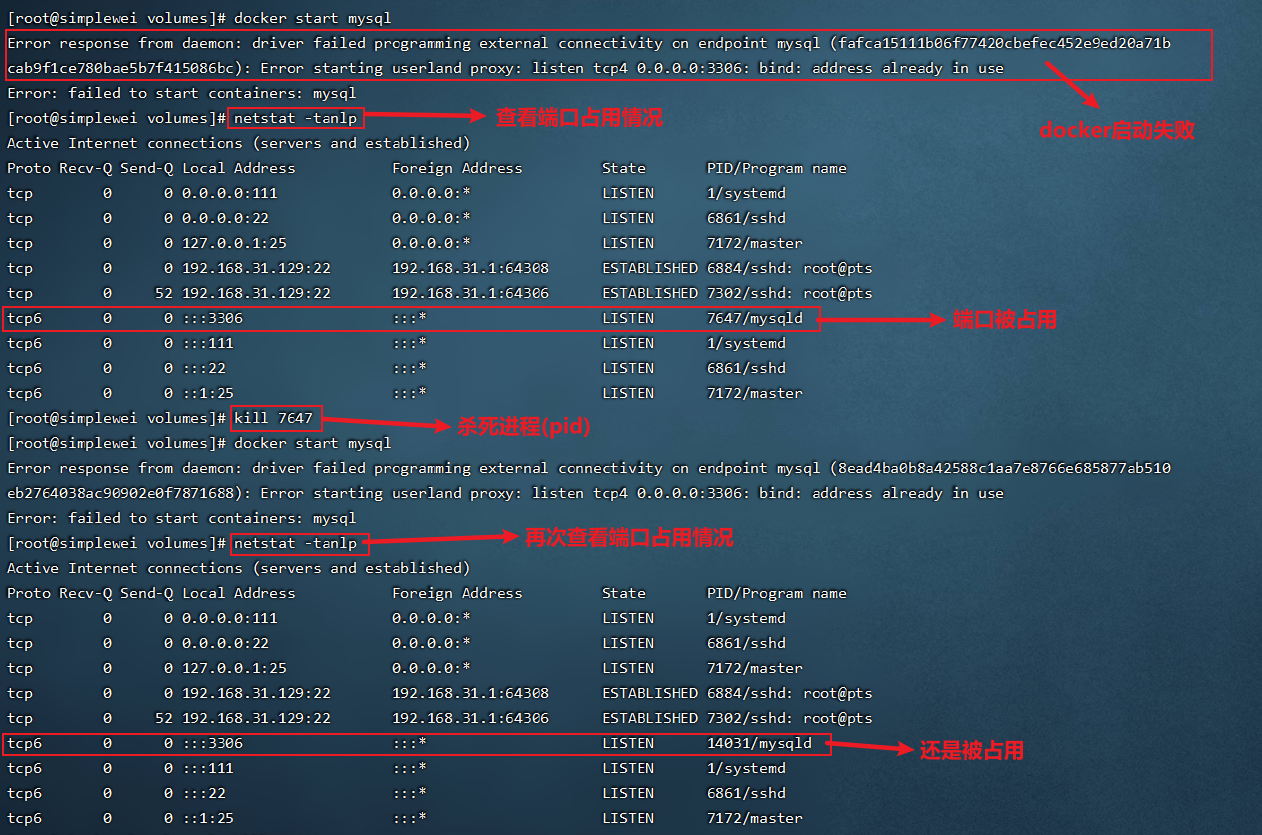 [root@simplewei volumes]# docker start mysql
Error response from daemon: driver failed programming external connectivity on endpoint mysql (fafca15111b06f77420cbefec452e9ed20a71b
cab9f1ce780bae5b7f415086bc): Error starting userland proxy: listen tcp4 0.0.0.0:3306: bind: address already in use
Error: failed to start containers: mysql
[root@simplewei volumes]# netstat -tanlp 查看端口占用情况
docker启动失败
Active Internet connections (servers and established)
Proto Recv-Q Send-Q Local Address Foreign Address State PID/Program name
tcp 0 0 0.0.0.0:111 0.0.0.0:* LISTEN 1/systemd
tcp 0 0 0.0.0.0:22 0.0.0.0:* LISTEN 6861/sshd
tcp 0 0 127.0.0.1:25 0.0.0.0:* LISTEN 7172/master
tcp 0 0 192.168.31.129:22 192.168.31.1:64308 ESTABLISHED 6884/sshd: root@pts
tcp 0 52 192.168.31.129:22 192.168.31.1:64306 ESTABLISHED 7302/sshd: root@pts
tcp6 0 0 :::3306 :::* LISTEN 7647/mysqld 端口被占用
tcp6 0 0 :::111 :::* LISTEN 1/systemd
tcp6 0 0 :::22 :::* LISTEN 6861/sshd
tcp6 0 0 ::1:25 :::* LISTEN 7172/master
[root@simplewei volumes]# kill 7647 杀死进程(pid)
[root@simplewei volumes]# docker start mysql
Error response from daemon: driver failed programming external connectivity on endpoint mysql (8ead4ba0b8a42588c1aa7e8766e685877ab510
eb2764038ac90902e0f7871688): Error starting userland proxy: listen tcp4 0.0.0.0:3306: bind: address already in use
Error: failed to start containers: mysql
[root@simplewei volumes]# netstat -tanlp 再次查看端口占用情况
Active Internet connections (servers and established)
Proto Recv-Q Send-Q Local Address Foreign Address State PID/Program name
tcp 0 0 0.0.0.0:111 0.0.0.0:* LISTEN 1/systemd
tcp 0 0 0.0.0.0:22 0.0.0.0:* LISTEN 6861/sshd
tcp 0 0 127.0.0.1:25 0.0.0.0:* LISTEN 7172/master
tcp 0 0 192.168.31.129:22 192.168.31.1:64308 ESTABLISHED 6884/sshd: root@pts
tcp 0 52 192.168.31.129:22 192.168.31.1:64306 ESTABLISHED 7302/sshd: root@pts
tcp6 0 0 :::3306 :::* LISTEN 14031/mysqld 还是被占用
tcp6 0 0 :::111 :::* LISTEN 1/systemd
tcp6 0 0 :::22 :::* LISTEN 6861/sshd
tcp6 0 0 ::1:25 :::* LISTEN 7172/master